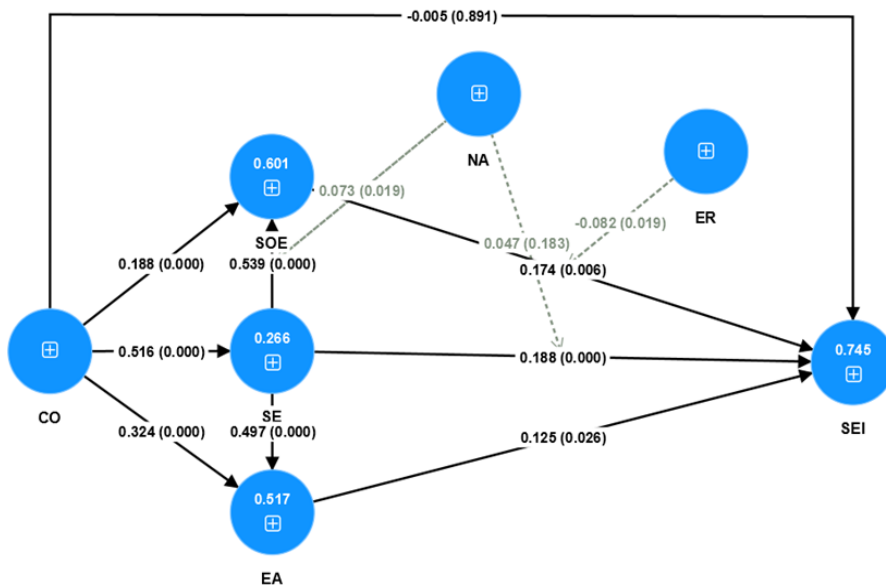 -0.005 (0.891)
NA
0.601
SOE
ER
0.073 (0.019)
-0.082 (0.019)
0.047 (0.183)
0.188 (0.000)
0.539 (0.000)
0.174 (0.006)
CO
0.516 (0.000)
0.266
SE
0.188 (0.000)
0.745
SEI
0.324 (0.000)
0.497 (0.000)
0.125 (0.026)
0.517
EA